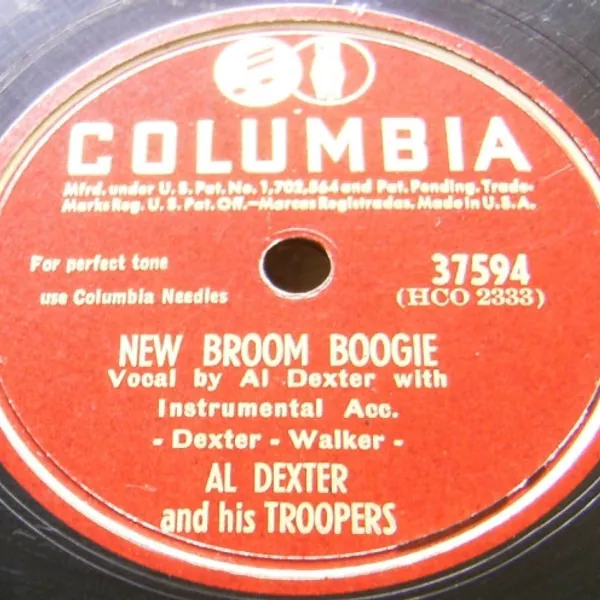 COLUMBIA
Mfrd. under U.S. Pat. No. 1,702,564 and Pat. Pending. Trade-
Marks Reg. U.S. Pat. Off.—Marcas Registradas. Made in U.S.A.
For perfect tone
use Columbia Needles
37594
(HCO 2333)
NEW BROOM BOOGIE
Vocal by Al Dexter with
Instrumental Acc.
- Dexter - Walker -
AL DEXTER
and his TROOPERS